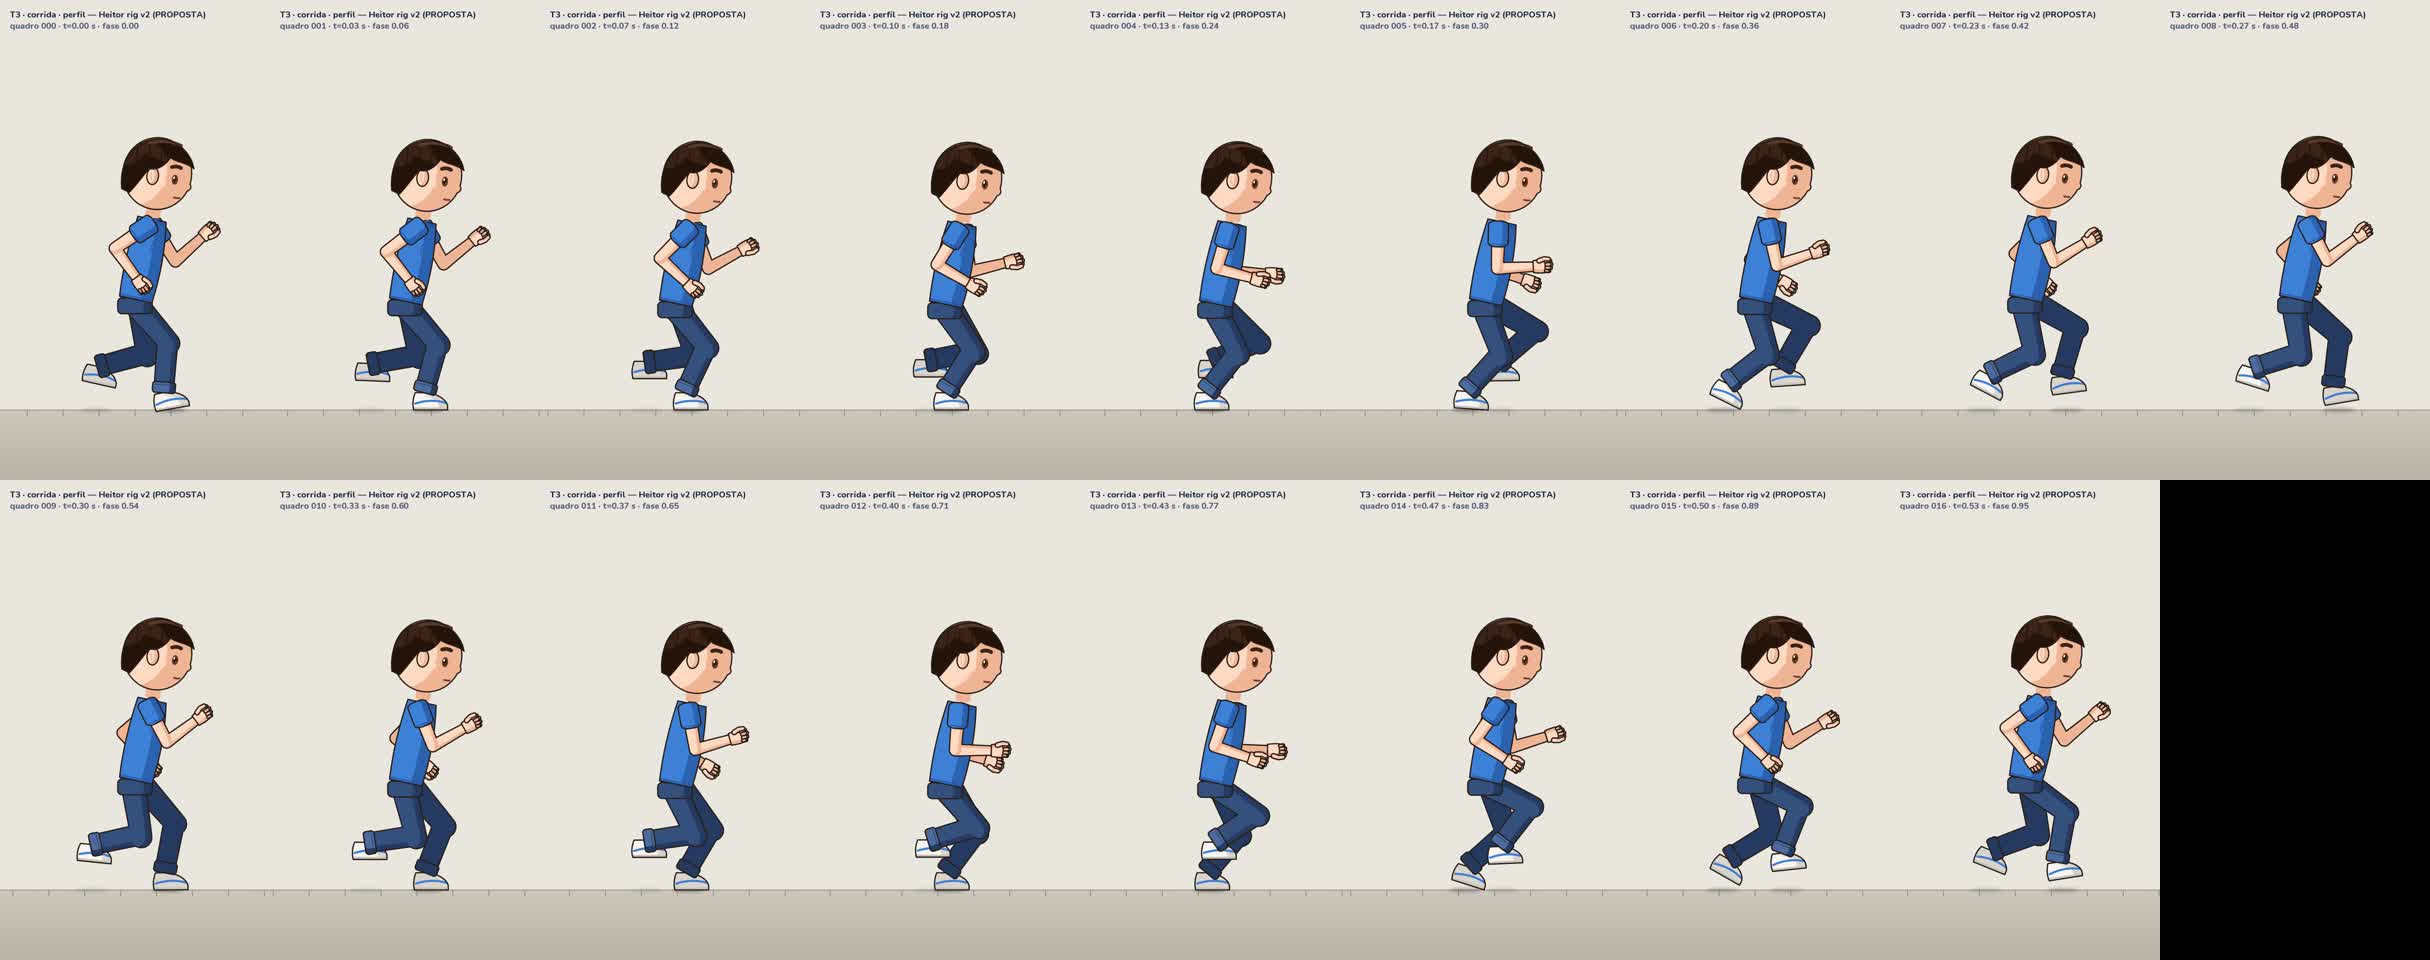 T3 · corrida · perfil — Heitor rig v2 (PROPOSTA)
quadro 000 · t=0.00 s · fase 0.00
T3 · corrida · perfil — Heitor rig v2 (PROPOSTA)
quadro 001 · t=0.03 s · fase 0.06
T3 · corrida · perfil — Heitor rig v2 (PROPOSTA)
quadro 002 · t=0.07 s · fase 0.12
T3 · corrida · perfil — Heitor rig v2 (PROPOSTA)
quadro 003 · t=0.10 s · fase 0.18
T3 · corrida · perfil — Heitor rig v2 (PROPOSTA)
quadro 004 · t=0.13 s · fase 0.24
T3 · corrida · perfil — Heitor rig v2 (PROPOSTA)
quadro 005 · t=0.17 s · fase 0.30
T3 · corrida · perfil — Heitor rig v2 (PROPOSTA)
quadro 006 · t=0.20 s · fase 0.36
T3 · corrida · perfil — Heitor rig v2 (PROPOSTA)
quadro 007 · t=0.23 s · fase 0.42
T3 · corrida · perfil — Heitor rig v2 (PROPOSTA)
quadro 008 · t=0.27 s · fase 0.48
T3 · corrida · perfil — Heitor rig v2 (PROPOSTA)
quadro 009 · t=0.30 s · fase 0.54
T3 · corrida · perfil — Heitor rig v2 (PROPOSTA)
quadro 010 · t=0.33 s · fase 0.60
T3 · corrida · perfil — Heitor rig v2 (PROPOSTA)
quadro 011 · t=0.37 s · fase 0.65
T3 · corrida · perfil — Heitor rig v2 (PROPOSTA)
quadro 012 · t=0.40 s · fase 0.71
T3 · corrida · perfil — Heitor rig v2 (PROPOSTA)
quadro 013 · t=0.43 s · fase 0.77
T3 · corrida · perfil — Heitor rig v2 (PROPOSTA)
quadro 014 · t=0.47 s · fase 0.83
T3 · corrida · perfil — Heitor rig v2 (PROPOSTA)
quadro 015 · t=0.50 s · fase 0.89
T3 · corrida · perfil — Heitor rig v2 (PROPOSTA)
quadro 016 · t=0.53 s · fase 0.95